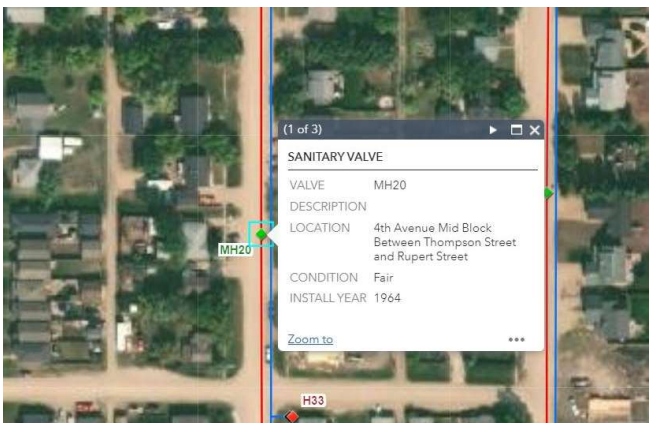 (1 of 3)
SANITARY VALVE
VALVE MH20
DESCRIPTION
LOCATION 4th Avenue Mid Block
Between Thompson Street
and Rupert Street
CONDITION Fair
INSTALL YEAR 1964
Zoom to
MH20
H33